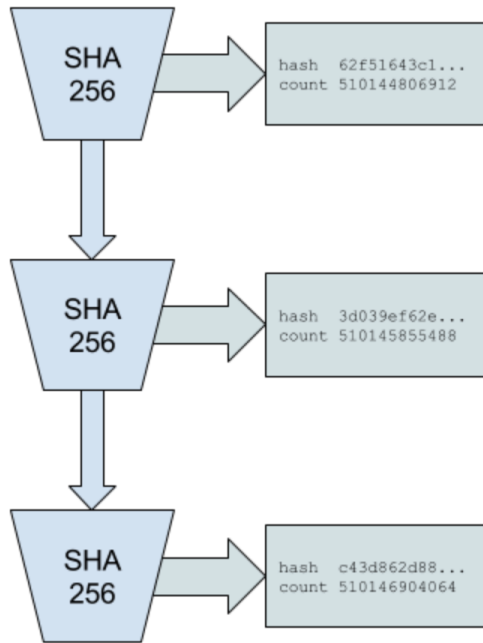 SHA
256
hash 62f51643c1...
count 510144806912
SHA
256
hash 3d039ef62e...
count 510145855488
SHA
256
hash c43d862d88...
count 510146904064